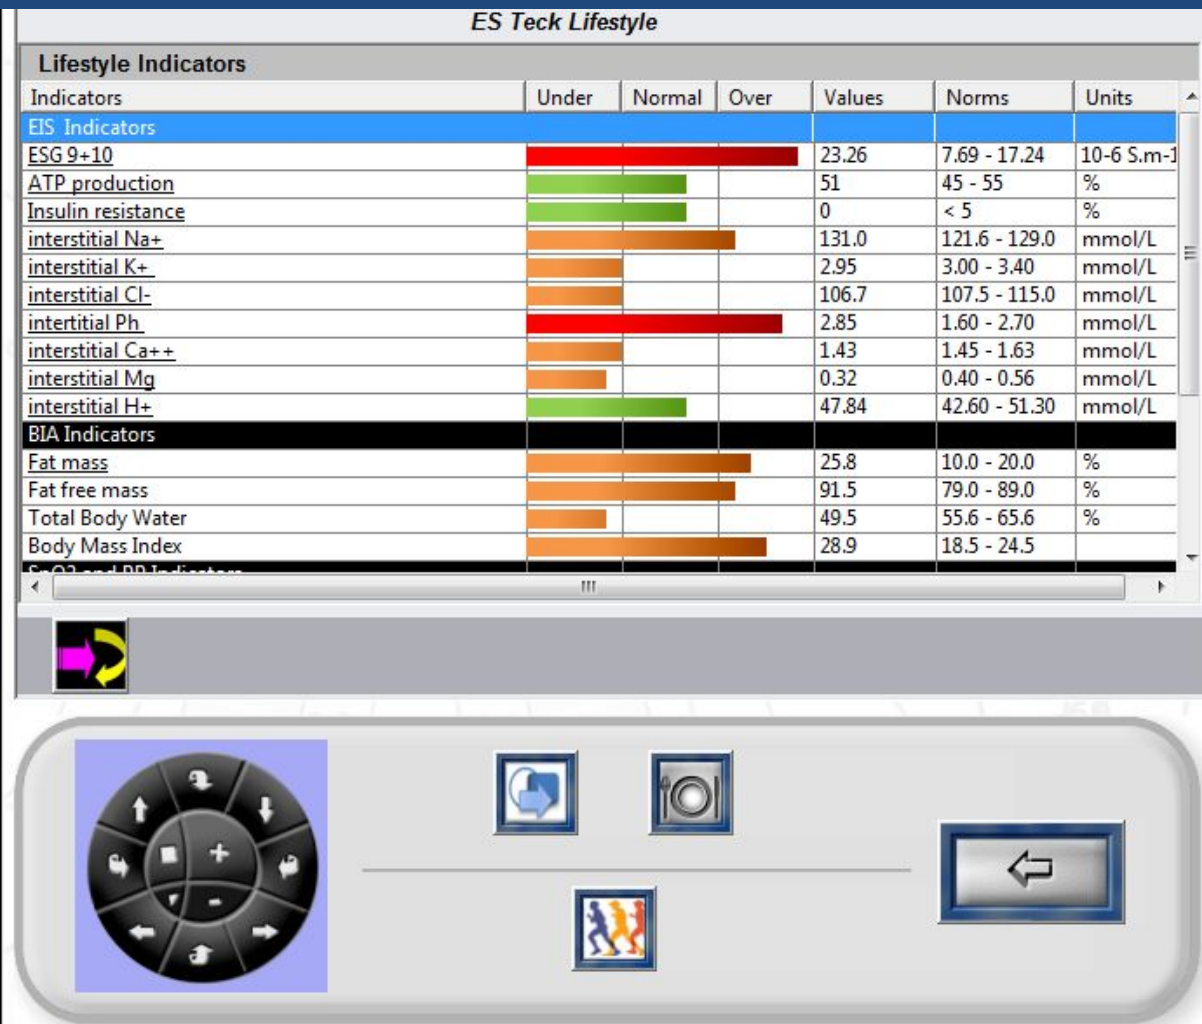 ES Teck Lifestyle
Lifestyle Indicators
Indicators Under Normal Over Values Norms Units
EIS Indicators
ESG 9+10 23.26 7.69 - 17.24 10-6 S.m-1
ATP production 51 45 - 55 %
Insulin resistance 0 < 5 %
interstitial Na+ 131.0 121.6 - 129.0 mmol/L
interstitial K+ 2.95 3.00 - 3.40 mmol/L
interstitial Cl- 106.7 107.5 - 115.0 mmol/L
intertitial Ph 2.85 1.60 - 2.70 mmol/L
interstitial Ca++ 1.43 1.45 - 1.63 mmol/L
interstitial Mg 0.32 0.40 - 0.56 mmol/L
interstitial H+ 47.84 42.60 - 51.30 mmol/L
BIA Indicators
Fat mass 25.8 10.0 - 20.0 %
Fat free mass 91.5 79.0 - 89.0 %
Total Body Water 49.5 55.6 - 65.6 %
Body Mass Index 28.9 18.5 - 24.5